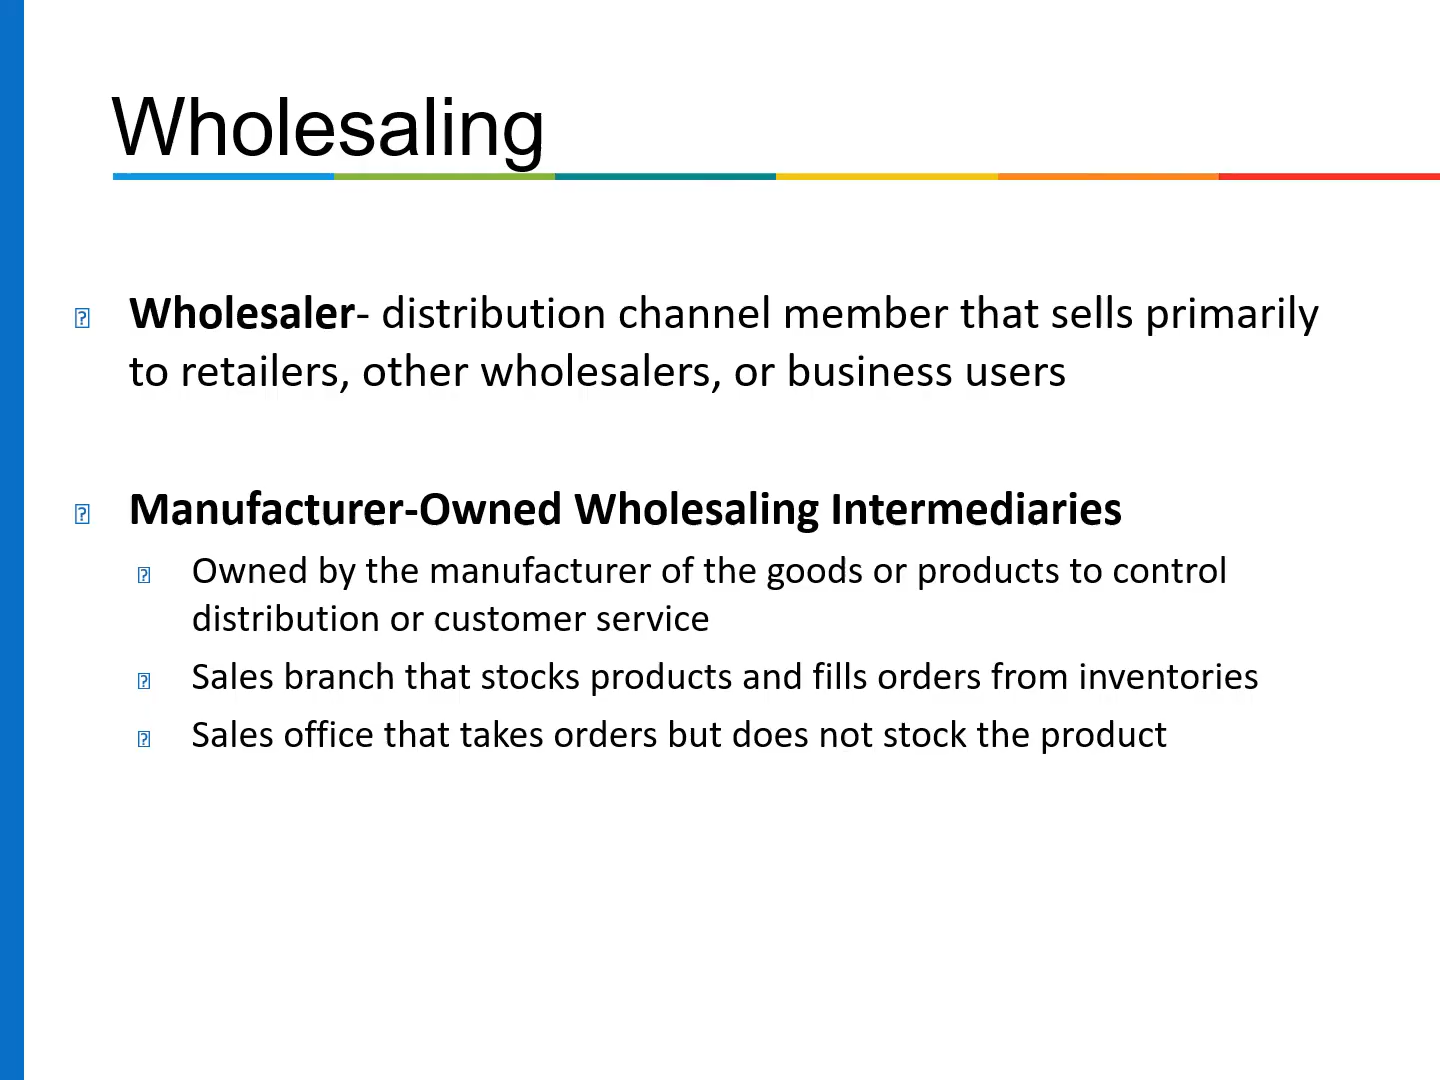 Wholesaling
Wholesaler- distribution channel member that sells primarily
to retailers, other wholesalers, or business users
Manufacturer-Owned Wholesaling Intermediaries
Owned by the manufacturer of the goods or products to control
distribution or customer service
Sales branch that stocks products and fills orders from inventories
Sales office that takes orders but does not stock the product